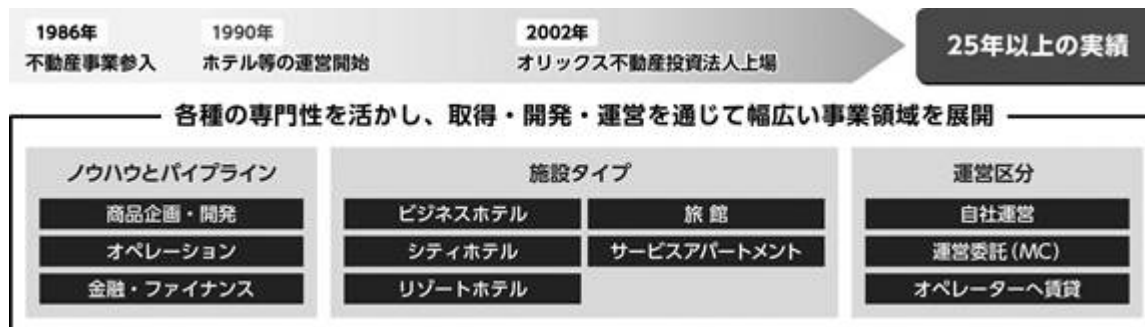 1986年
不動産事業参入
1990年
ホテル等の運営開始
2002年
オリックス不動産投資法人上場
25年以上の実績
各種の専門性を活かし、取得・開発・運営を通じて幅広い事業領域を展開
ノウハウとパイプライン
商品企画・開発
オペレーション
金融・ファイナンス
施設タイプ
ビジネスホテル
旅館
シティホテル
サービスアパートメント
リゾートホテル
運営区分
自社運営
運営委託(MC)
オペレーターへ賃貸